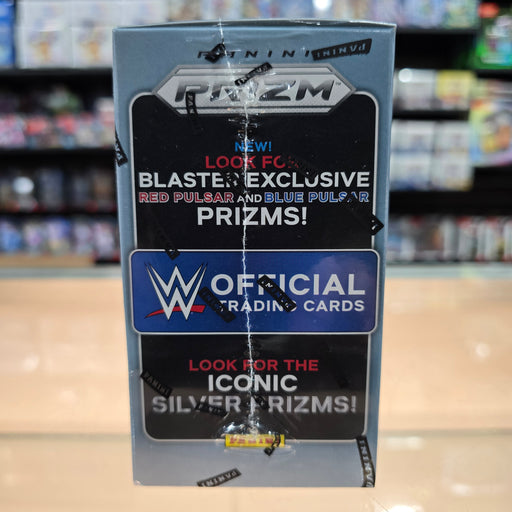 PANINI
PRIZM
NEW!
LOOK FOR
BLASTER EXCLUSIVE
RED PULSAR AND BLUE PULSAR
PRIZMS!
W OFFICIAL
TRADING CARDS
LOOK FOR THE
ICONIC
SILVER PRIZMS!
PANINI